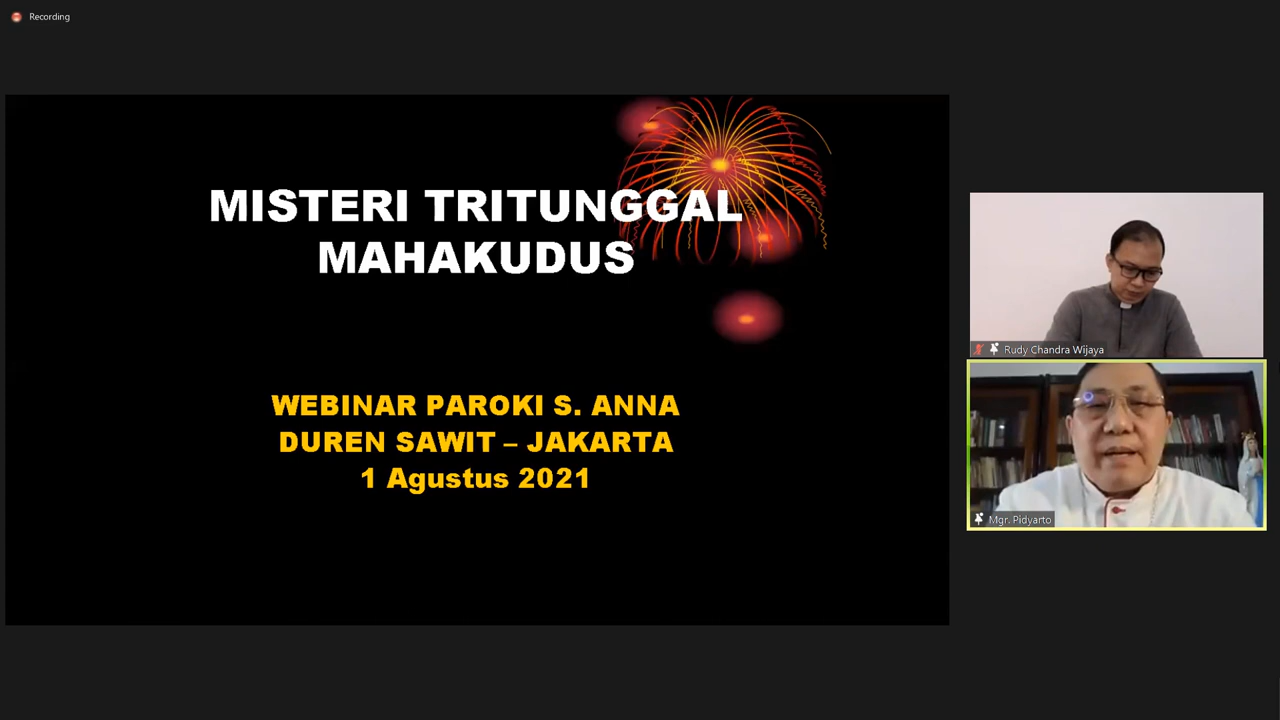 Recording
MISTERI TRITUNGGAL
MAHAKUDUS
WEBINAR PAROKI S. ANNA
DUREN SAWIT – JAKARTA
1 Agustus 2021
Rudy Chandra Wijaya
Mgr. Pidyarto